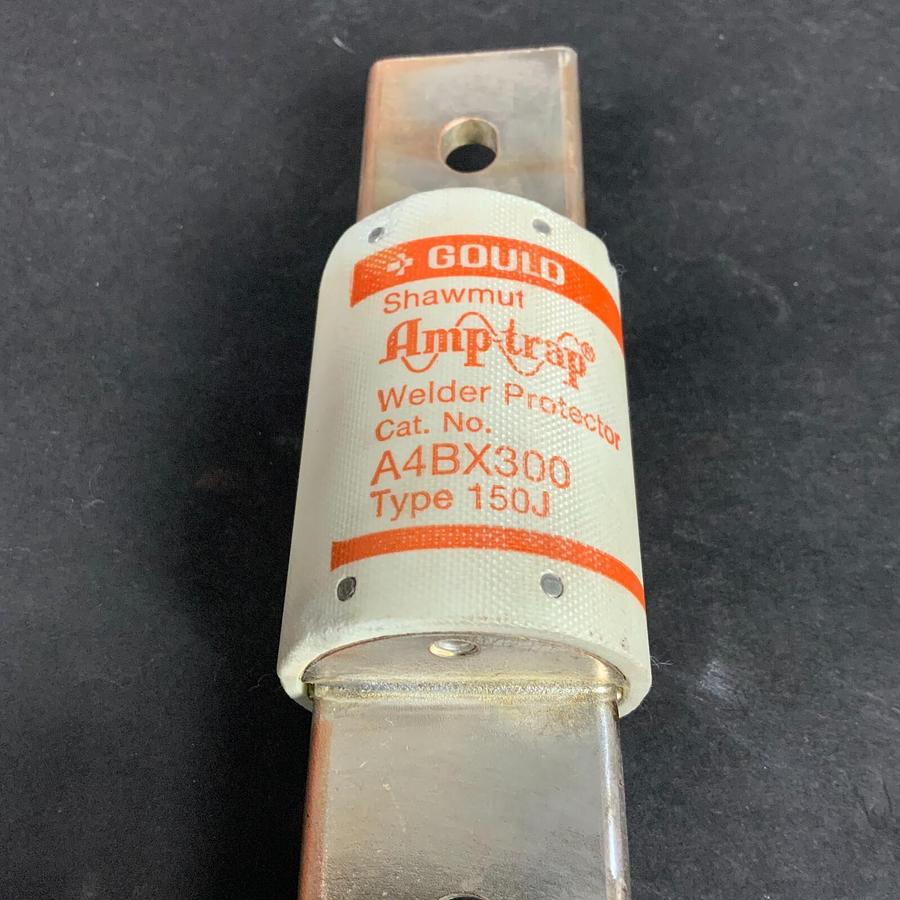 GOULD
Shawmut
Amp-trap®
Welder Protector
Cat. No.
A4BX300
Type 150J